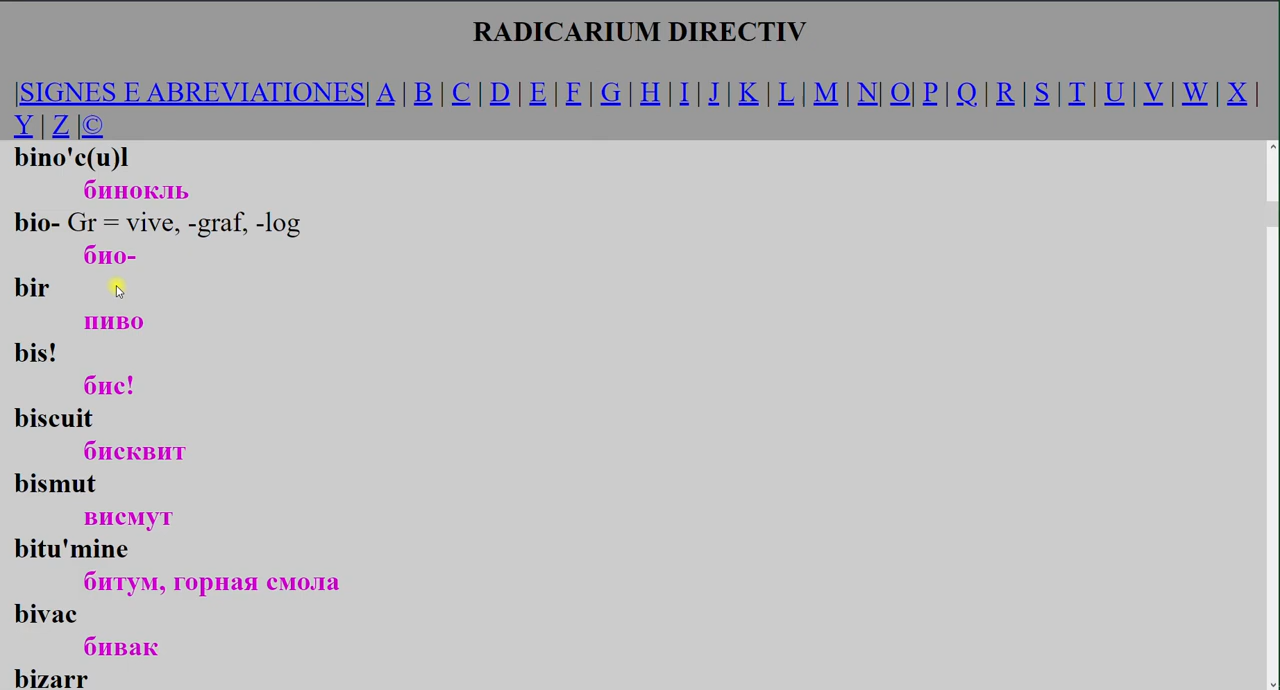 RADICARIUM DIRECTIV
|SIGNES E ABREVIATIONES| A | B | C | D | E | F | G | H | I | J | K | L | M | N| O| P | Q | R | S | T | U | V | W | X |
Y | Z |©
bino'c(u)l
бинокль
bio- Gr = vive, -graf, -log
био-
bir
пиво
bis!
бис!
biscuit
бисквит
bismut
висмут
bitu'mine
битум, горная смола
bivac
бивак
bizarr